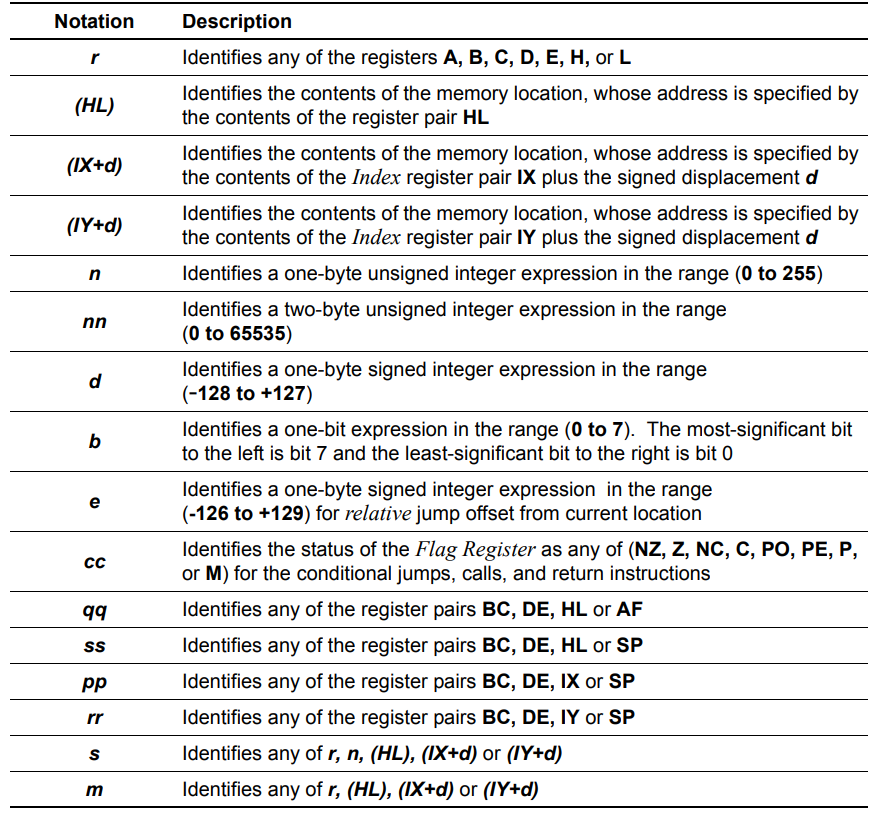 Notation Description
r Identifies any of the registers A, B, C, D, E, H, or L
(HL) Identifies the contents of the memory location, whose address is specified by
the contents of the register pair HL
(IX+d) Identifies the contents of the memory location, whose address is specified by
the contents of the Index register pair IX plus the signed displacement d
(IY+d) Identifies the contents of the memory location, whose address is specified by
the contents of the Index register pair IY plus the signed displacement d
n Identifies a one-byte unsigned integer expression in the range (0 to 255)
nn Identifies a two-byte unsigned integer expression in the range
(0 to 65535)
d Identifies a one-byte signed integer expression in the range
(-128 to +127)
b Identifies a one-bit expression in the range (0 to 7). The most-significant bit
to the left is bit 7 and the least-significant bit to the right is bit 0
e Identifies a one-byte signed integer expression in the range
(-126 to +129) for relative jump offset from current location
cc Identifies the status of the Flag Register as any of (NZ, Z, NC, C, PO, PE, P,
or M) for the conditional jumps, calls, and return instructions
qq Identifies any of the register pairs BC, DE, HL or AF
ss Identifies any of the register pairs BC, DE, HL or SP
pp Identifies any of the register pairs BC, DE, IX or SP
rr Identifies any of the register pairs BC, DE, IY or SP
s Identifies any of r, n, (HL), (IX+d) or (IY+d)
m Identifies any of r, (HL), (IX+d) or (IY+d)